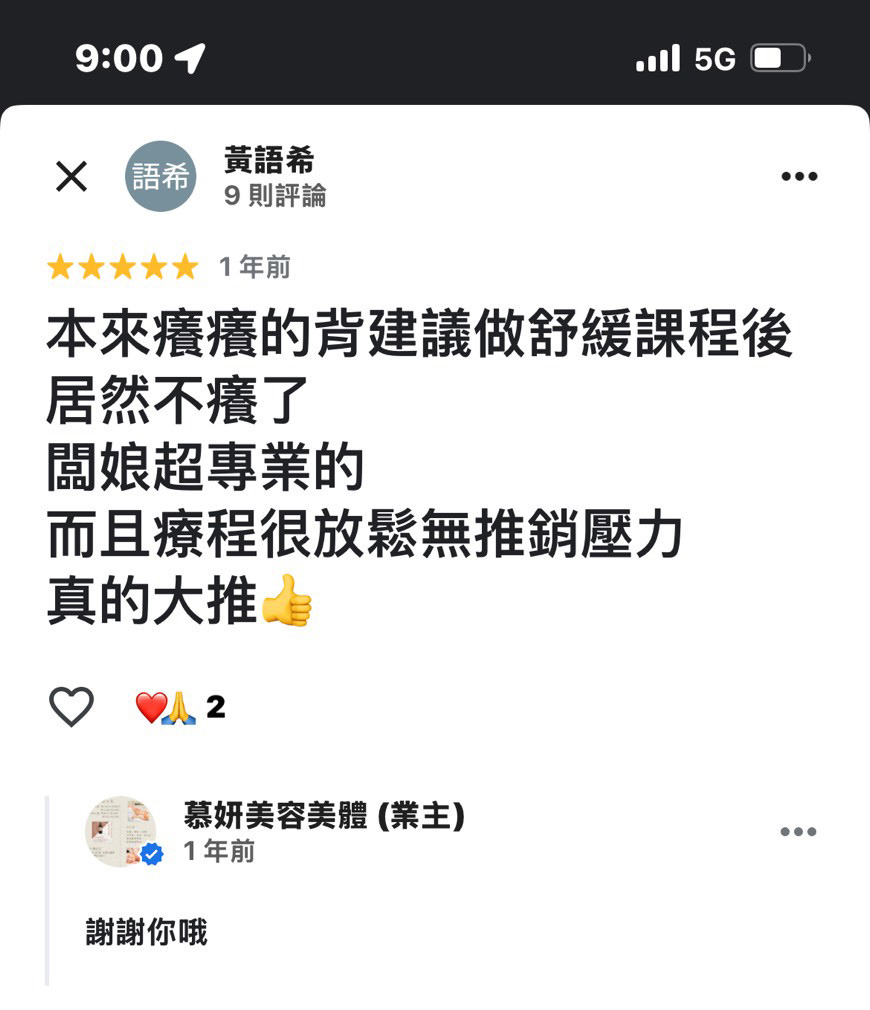 9:00 5G
語希 黃語希
9 則評論
1 年前
本來癢癢的背建議做舒緩課程後
居然不癢了
闆娘超專業的
而且療程很放鬆無推銷壓力
真的大推👍
❤️🙏 2
慕妍美容美體 (業主)
1 年前
謝謝你哦